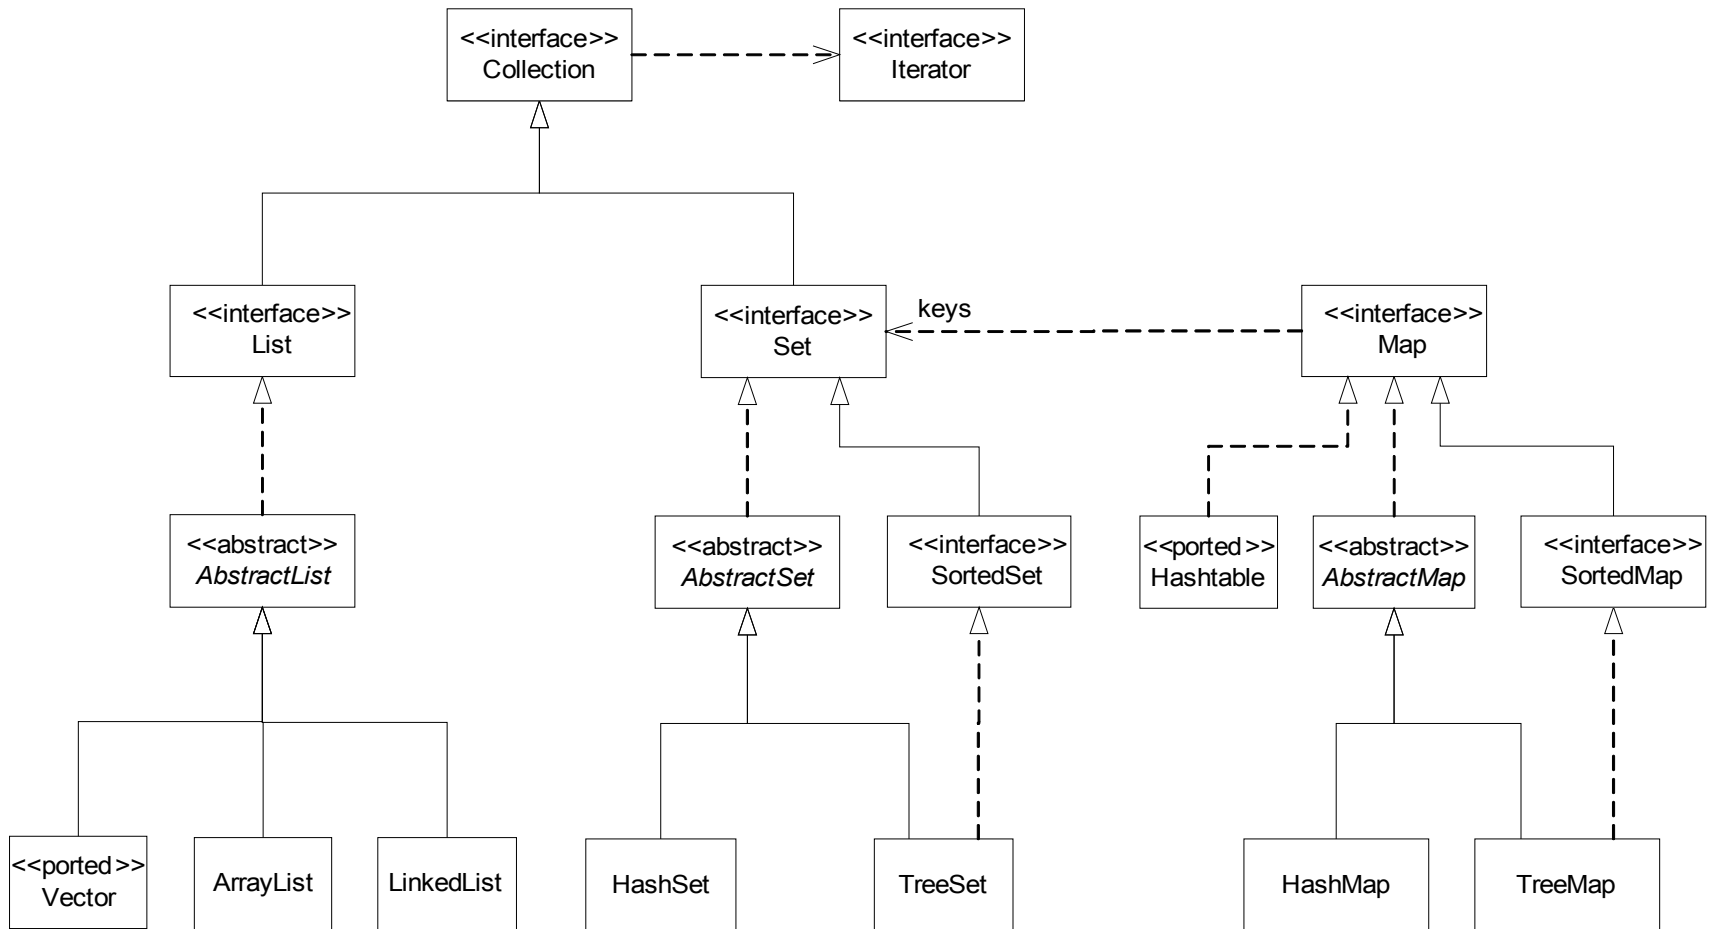 <<interface>>
Collection
<<interface>>
Iterator
<<interface>>
List
<<interface>>
Set
keys
<<interface>>
Map
<<abstract>>
AbstractList
<<abstract>>
AbstractSet
<<interface>>
SortedSet
<<ported>>
Hashtable
<<abstract>>
AbstractMap
<<interface>>
SortedMap
<<ported>>
Vector
ArrayList
LinkedList
HashSet
TreeSet
HashMap
TreeMap